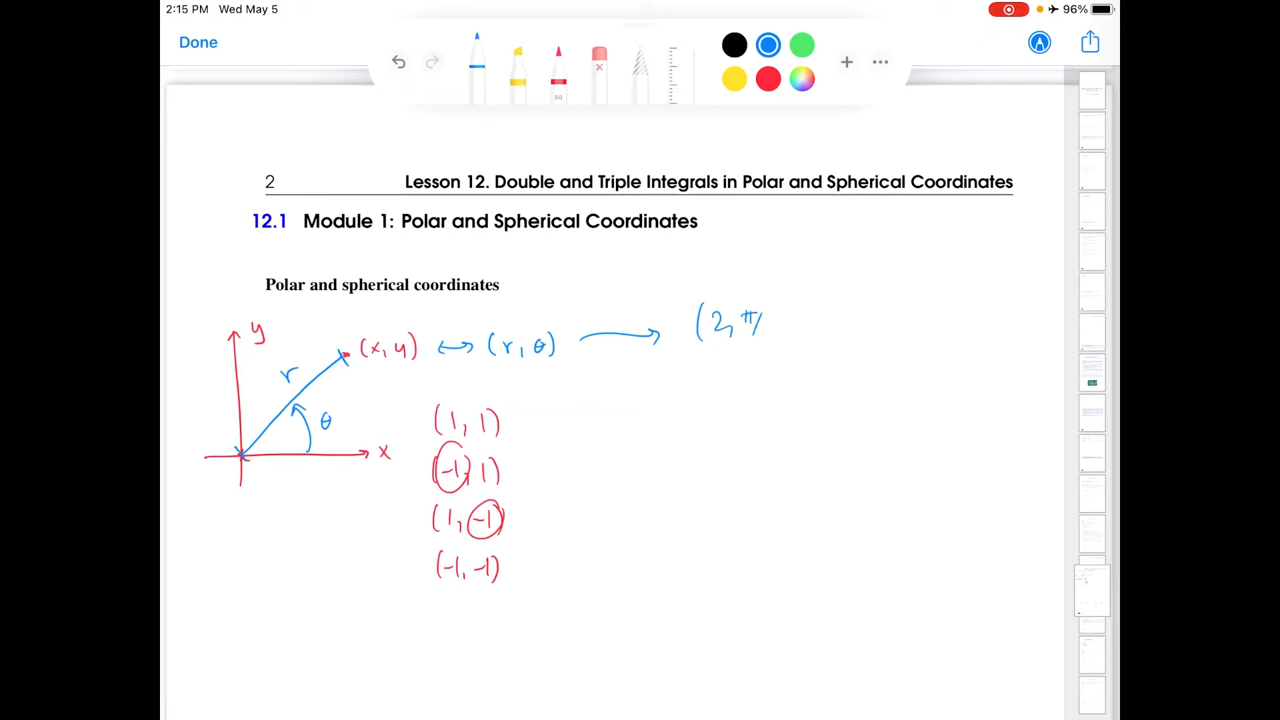 2:15 PM Wed May 5
96%
Done
50
2 Lesson 12. Double and Triple Integrals in Polar and Spherical Coordinates
12.1 Module 1: Polar and Spherical Coordinates
Polar and spherical coordinates
y
(x, y) ↔ (r, θ) → (2, π/
r
θ
x
(1, 1)
(-1, 1)
(1, -1)
(-1, -1)